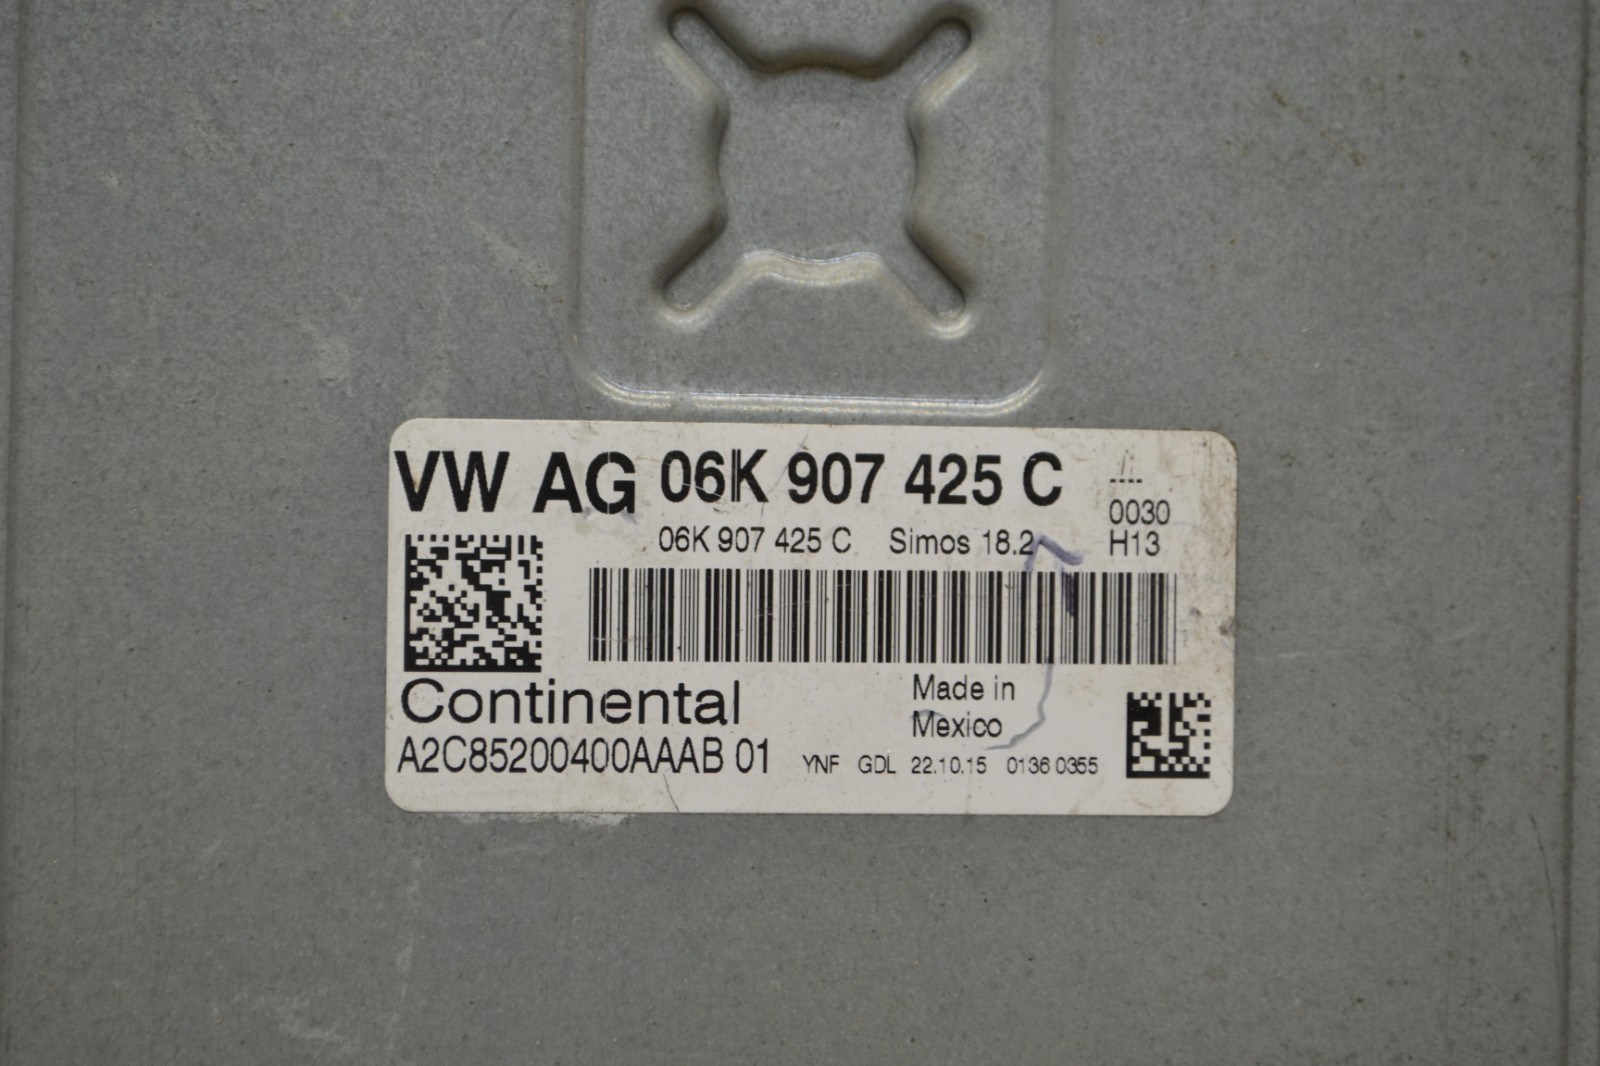 VW AG 06K 907 425 C
0030
06K 907 425 C Simos 18.2 H13
Continental
Made in
Mexico
A2C85200400AAAB 01 YNF GDL 22.10.15 0136 0355